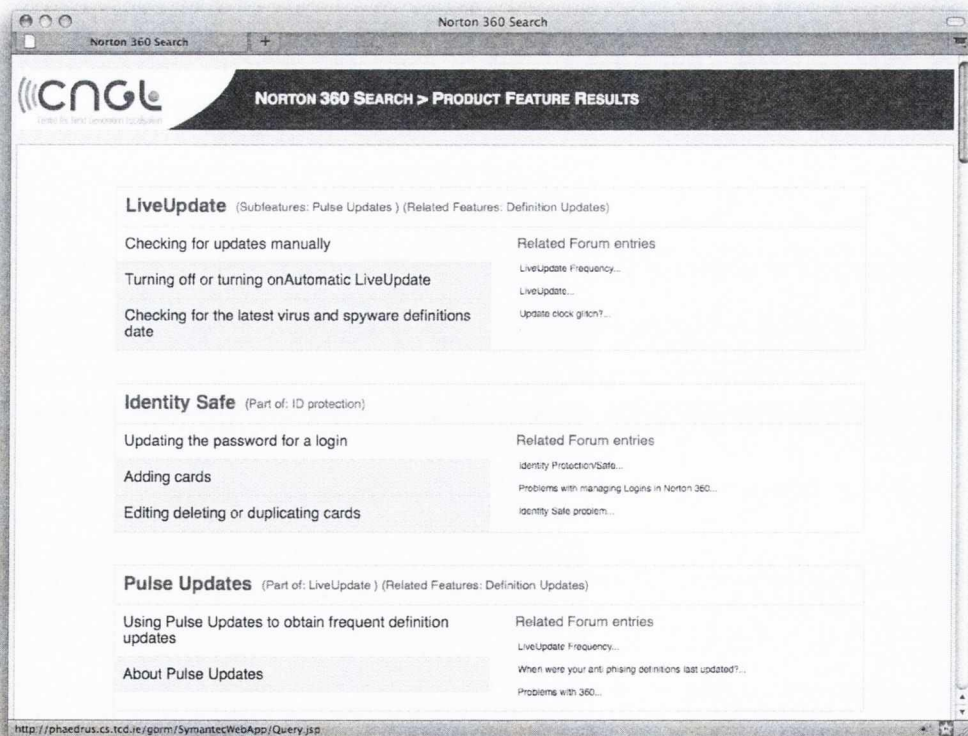 Norton 360 Search
Norton 360 Search
+
CNGL
Centre for Next Generation Localisation
NORTON 360 SEARCH > PRODUCT FEATURE RESULTS
LiveUpdate (Subfeatures: Pulse Updates ) (Related Features: Definition Updates)
Checking for updates manually
Turning off or turning onAutomatic LiveUpdate
Checking for the latest virus and spyware definitions
date
Related Forum entries
LiveUpdate Frequency...
LiveUpdate...
Update clock glitch?...
Identity Safe (Part of: ID protection)
Updating the password for a login
Adding cards
Editing deleting or duplicating cards
Related Forum entries
Identity Protection/Safe...
Problems with managing Logins in Norton 360...
Identity Safe problem...
Pulse Updates (Part of: LiveUpdate ) (Related Features: Definition Updates)
Using Pulse Updates to obtain frequent definition
updates
About Pulse Updates
Related Forum entries
LiveUpdate Frequency...
When were your anti phising definitions last updated?...
Problems with 360...
http://phaedrus.cs.tcd.ie/gorm/SymantecWebApp/Query.jsp